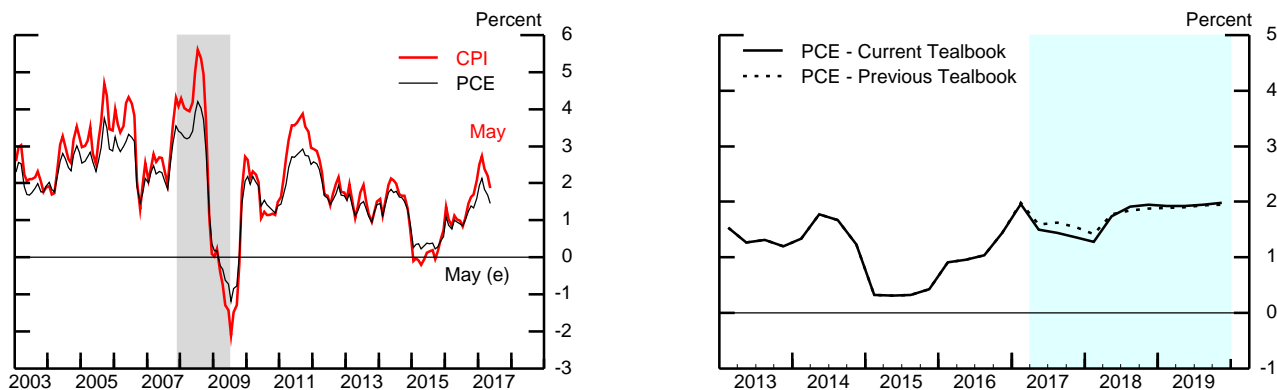 Percent
6
5
4
3
2
1
0
-1
-2
-3
CPI
PCE
May
May (e)
2003 2005 2007 2009 2011 2013 2015 2017
Percent
5
4
3
2
1
0
-1
PCE - Current Tealbook
PCE - Previous Tealbook
2013 2014 2015 2016 2017 2018 2019